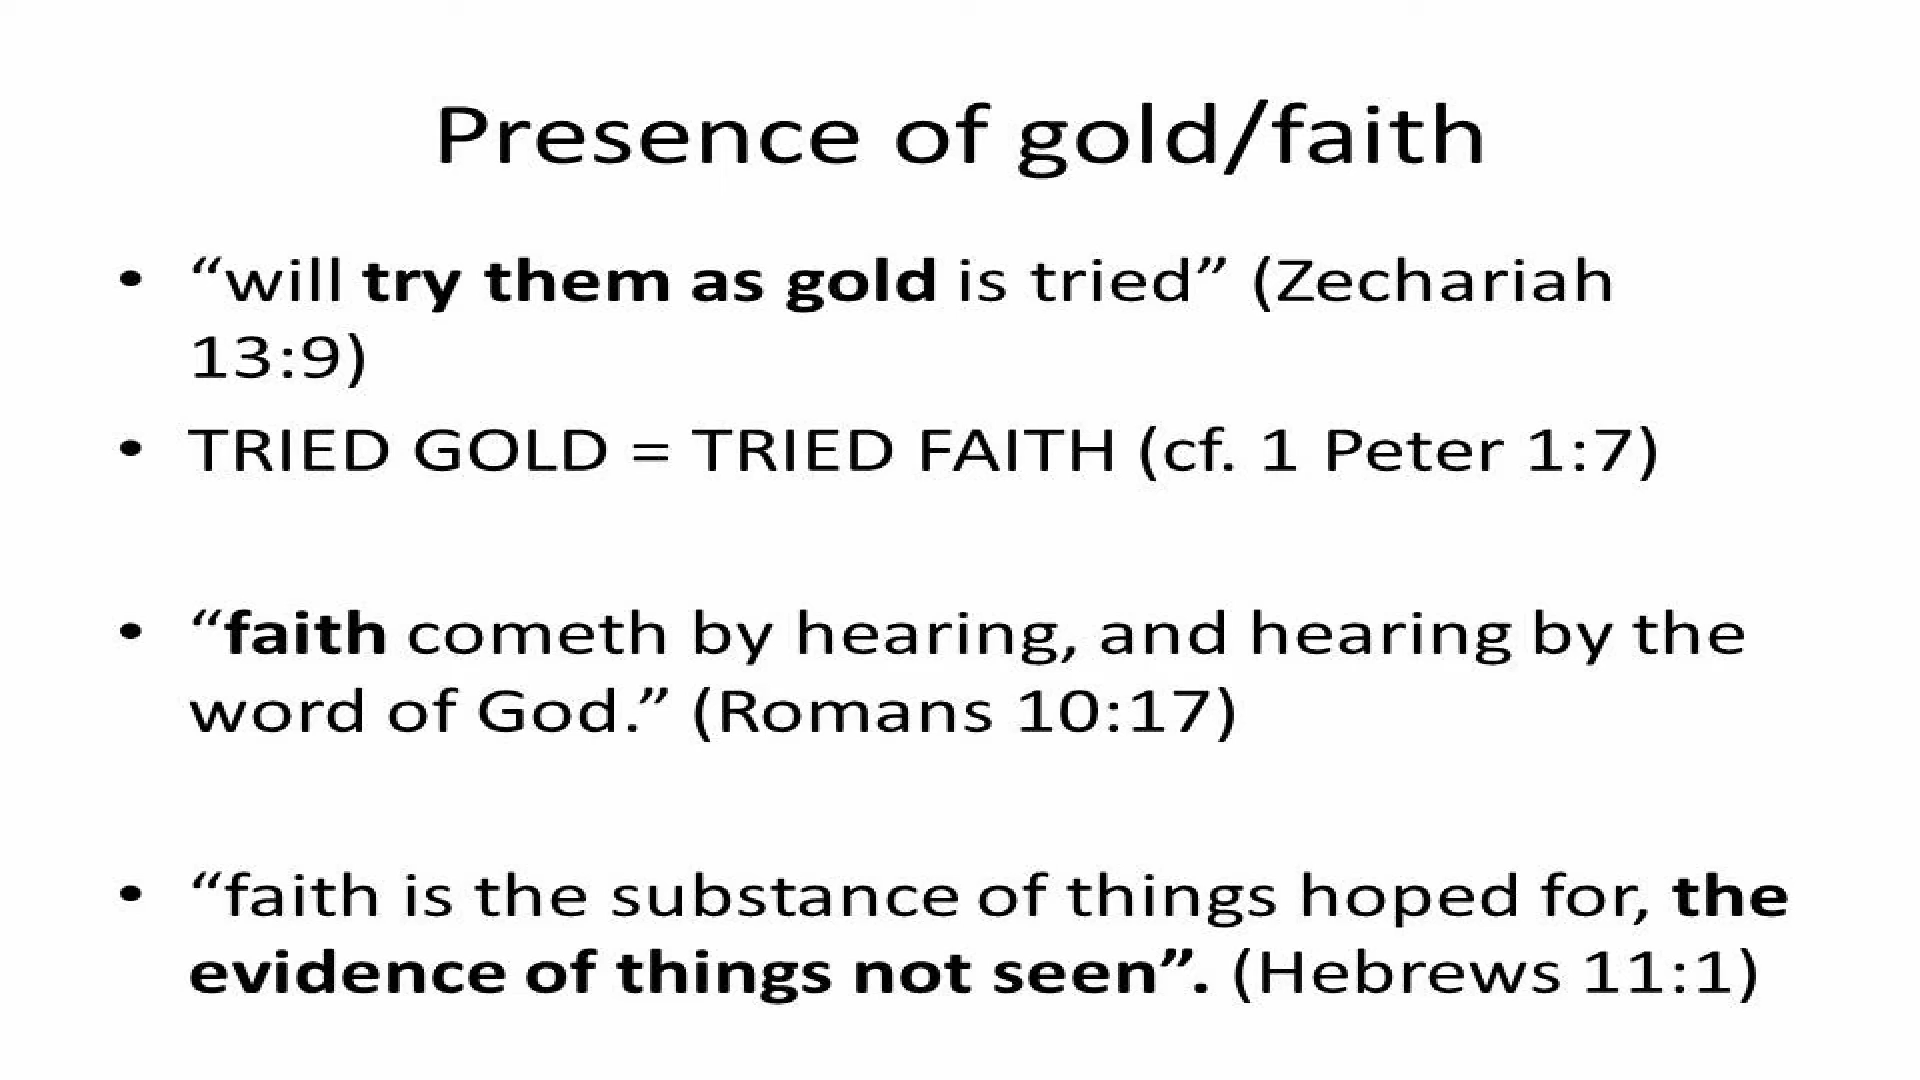 Presence of gold/faith
• “will try them as gold is tried” (Zechariah
13:9)
• TRIED GOLD = TRIED FAITH (cf. 1 Peter 1:7)
• “faith cometh by hearing, and hearing by the
word of God.” (Romans 10:17)
• “faith is the substance of things hoped for, the
evidence of things not seen”. (Hebrews 11:1)